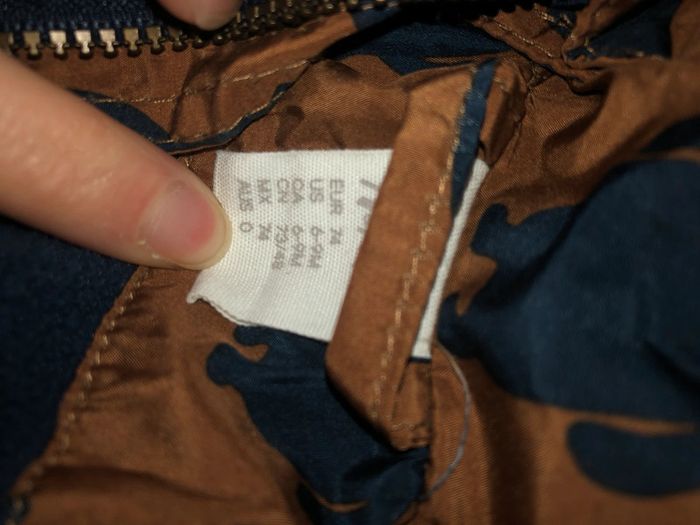 EUR 74
US 6-9M
CA 6-9M
CN 73/48
MX 74
AUS 0